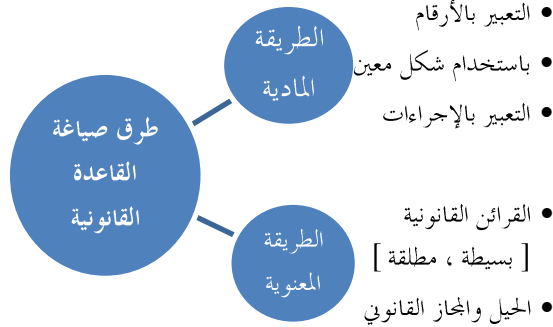 طرق صياغة
القاعدة
القانونية
الطريقة
المادية
• التعبير بالأرقام
• باستخدام شكل معين
• التعبير بالإجراءات
الطريقة
المعنوية
• القرائن القانونية
[ بسيطة ، مطلقة ]
• الحيل والمجاز القانوني